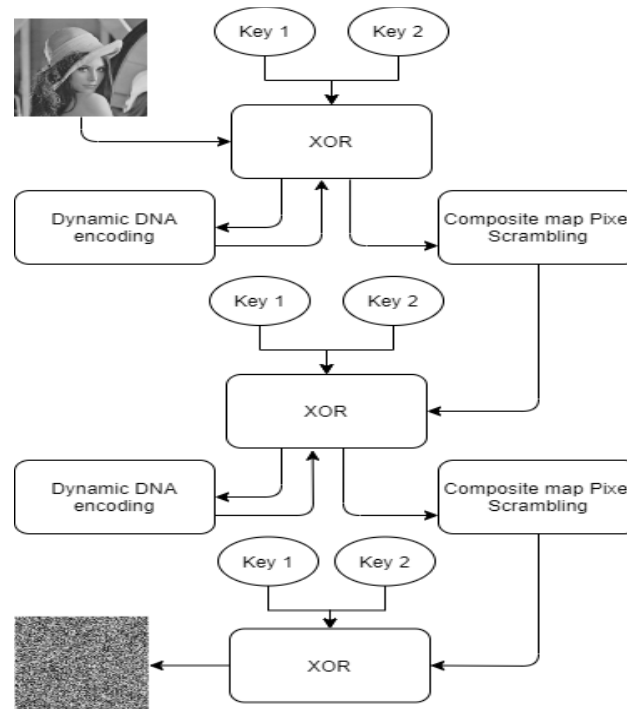 Key 1
Key 2
XOR
Dynamic DNA
encoding
Composite map Pixe
Scrambling
Key 1
Key 2
XOR
Dynamic DNA
encoding
Composite map Pixe
Scrambling
Key 1
Key 2
XOR